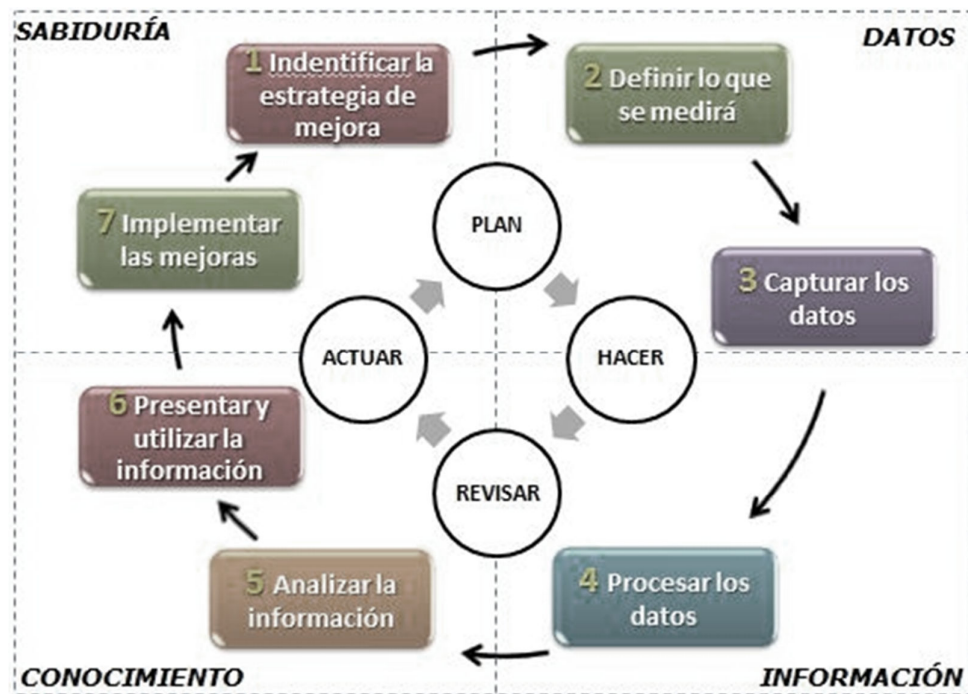 SABIDURÍA
DATOS
1 Indentificar la
estrategia de
mejora
2 Definir lo que
se medirá
PLAN
7 Implementar
las mejoras
3 Capturar los
datos
ACTUAR
HACER
6 Presentar y
utilizar la
información
REVISAR
5 Analizar la
información
4 Procesar los
datos
CONOCIMIENTO
INFORMACIÓN